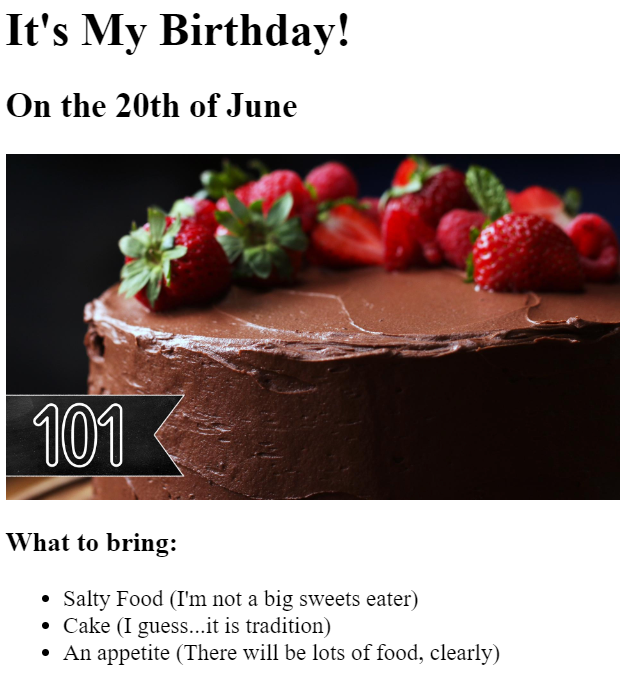 It's My Birthday!
On the 20th of June
101
What to bring:
Salty Food (I'm not a big sweets eater)
Cake (I guess...it is tradition)
An appetite (There will be lots of food, clearly)